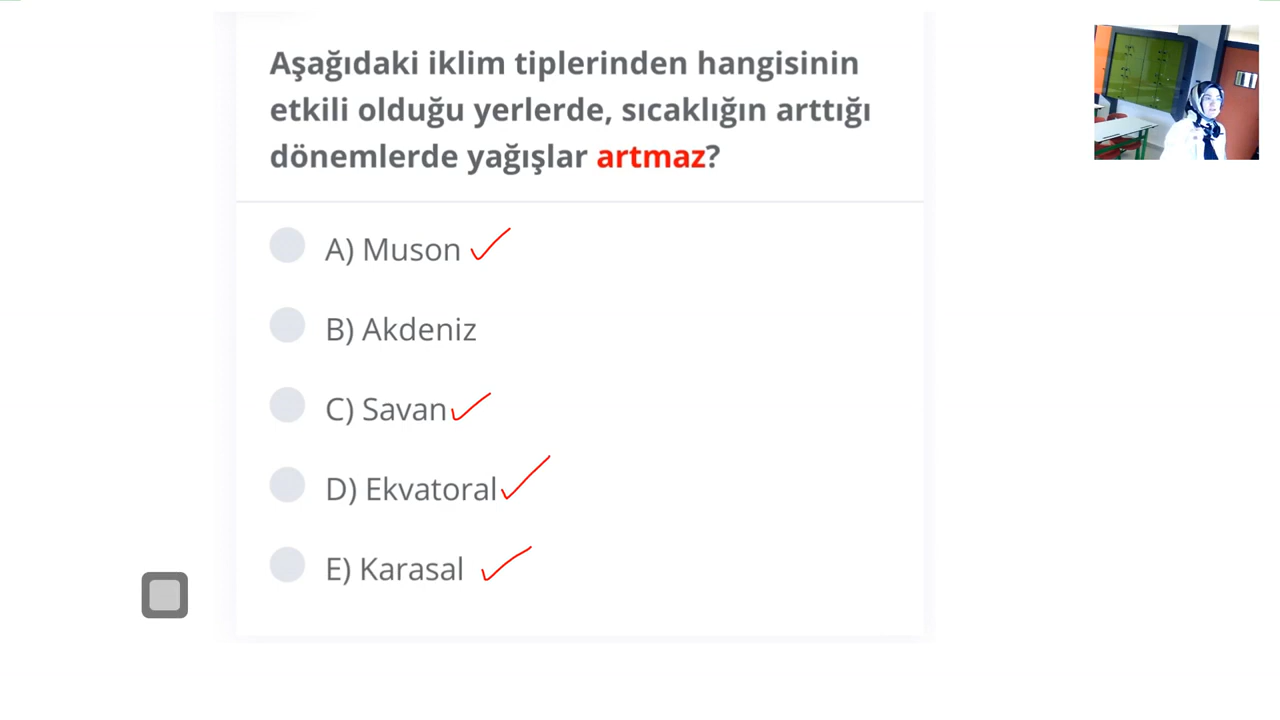 Aşağıdaki iklim tiplerinden hangisinin
etkili olduğu yerlerde, sıcaklığın arttığı
dönemlerde yağışlar artmaz?
A) Muson
B) Akdeniz
C) Savan
D) Ekvatoral
E) Karasal